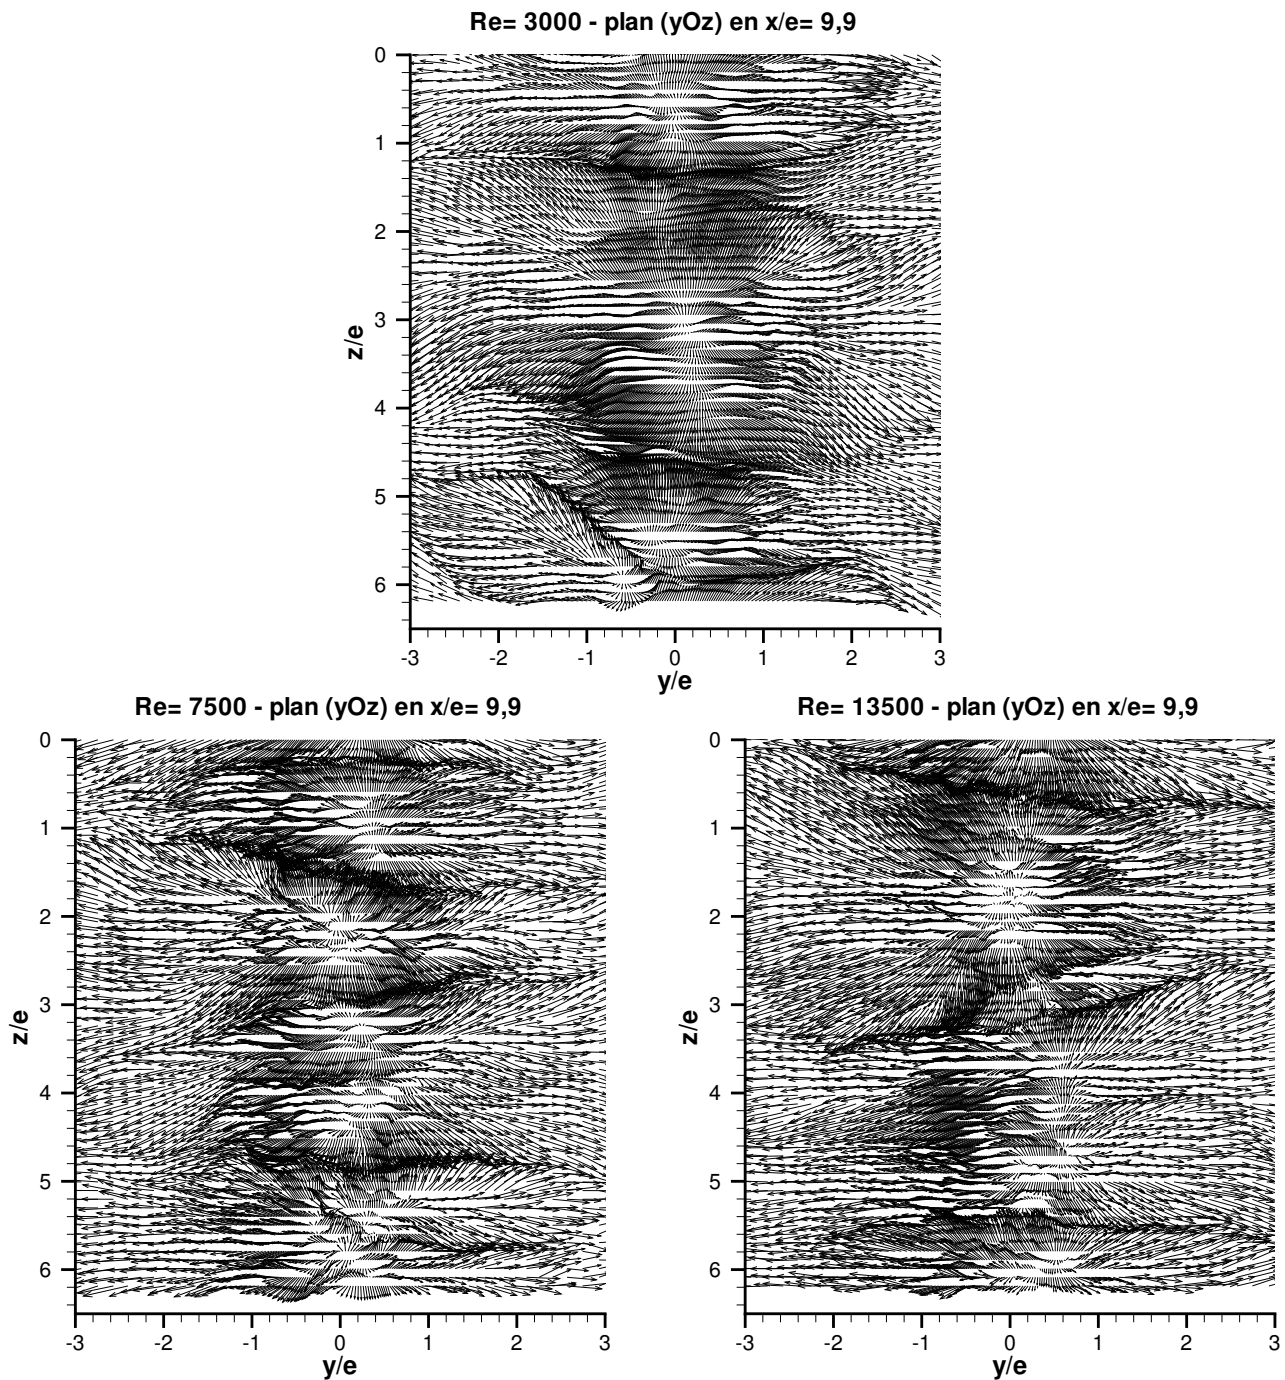 Re= 3000 - plan (yOz) en x/e= 9,9
0
1
2
3
4
5
6
z/e
-3 -2 -1 0 1 2 3
y/e
Re= 7500 - plan (yOz) en x/e= 9,9
0
1
2
3
4
5
6
z/e
-3 -2 -1 0 1 2 3
y/e
Re= 13500 - plan (yOz) en x/e= 9,9
0
1
2
3
4
5
6
z/e
-3 -2 -1 0 1 2 3
y/e